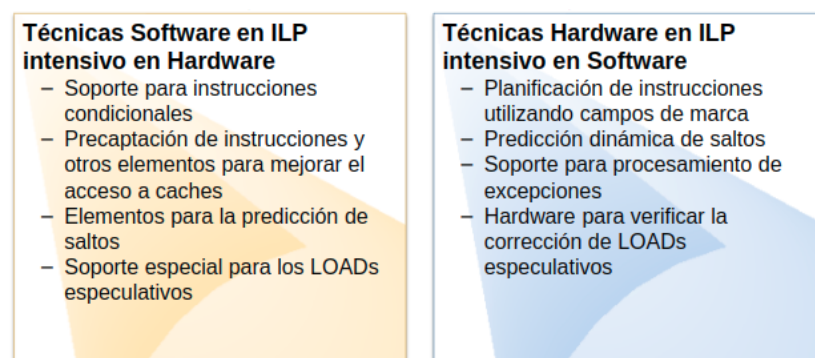 Técnicas Software en ILP
intensivo en Hardware
– Soporte para instrucciones
condicionales
– Precaptación de instrucciones y
otros elementos para mejorar el
acceso a caches
– Elementos para la predicción de
saltos
– Soporte especial para los LOADs
especulativos
Técnicas Hardware en ILP
intensivo en Software
– Planificación de instrucciones
utilizando campos de marca
– Predicción dinámica de saltos
– Soporte para procesamiento de
excepciones
– Hardware para verificar la
corrección de LOADs
especulativos